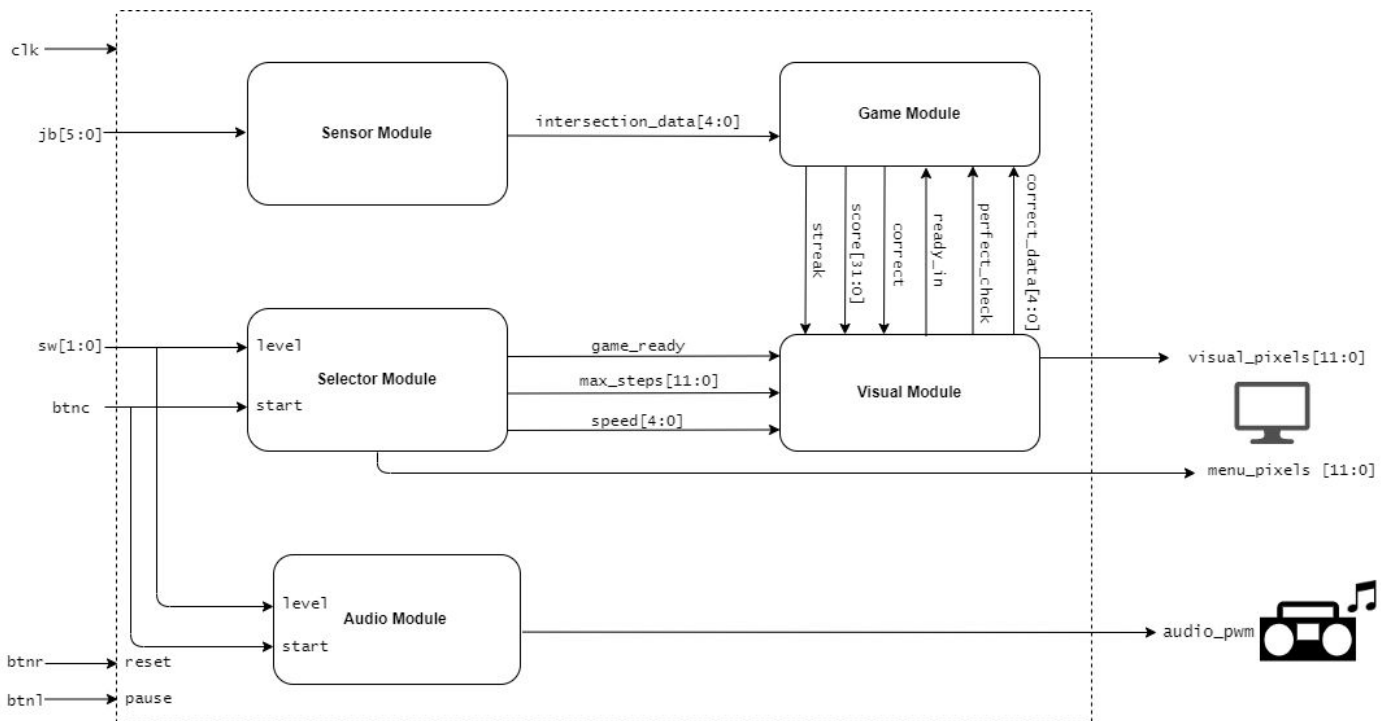 clk
jb[5:0]
Sensor Module
intersection_data[4:0]
Game Module
streak
score[31:0]
correct
ready_in
perfect_check
correct_data[4:0]
sw[1:0]
level
Selector Module
btnc
start
game_ready
max_steps[11:0]
speed[4:0]
Visual Module
visual_pixels[11:0]
menu_pixels [11:0]
level
Audio Module
start
audio_pwm
btnr
reset
btnl
pause